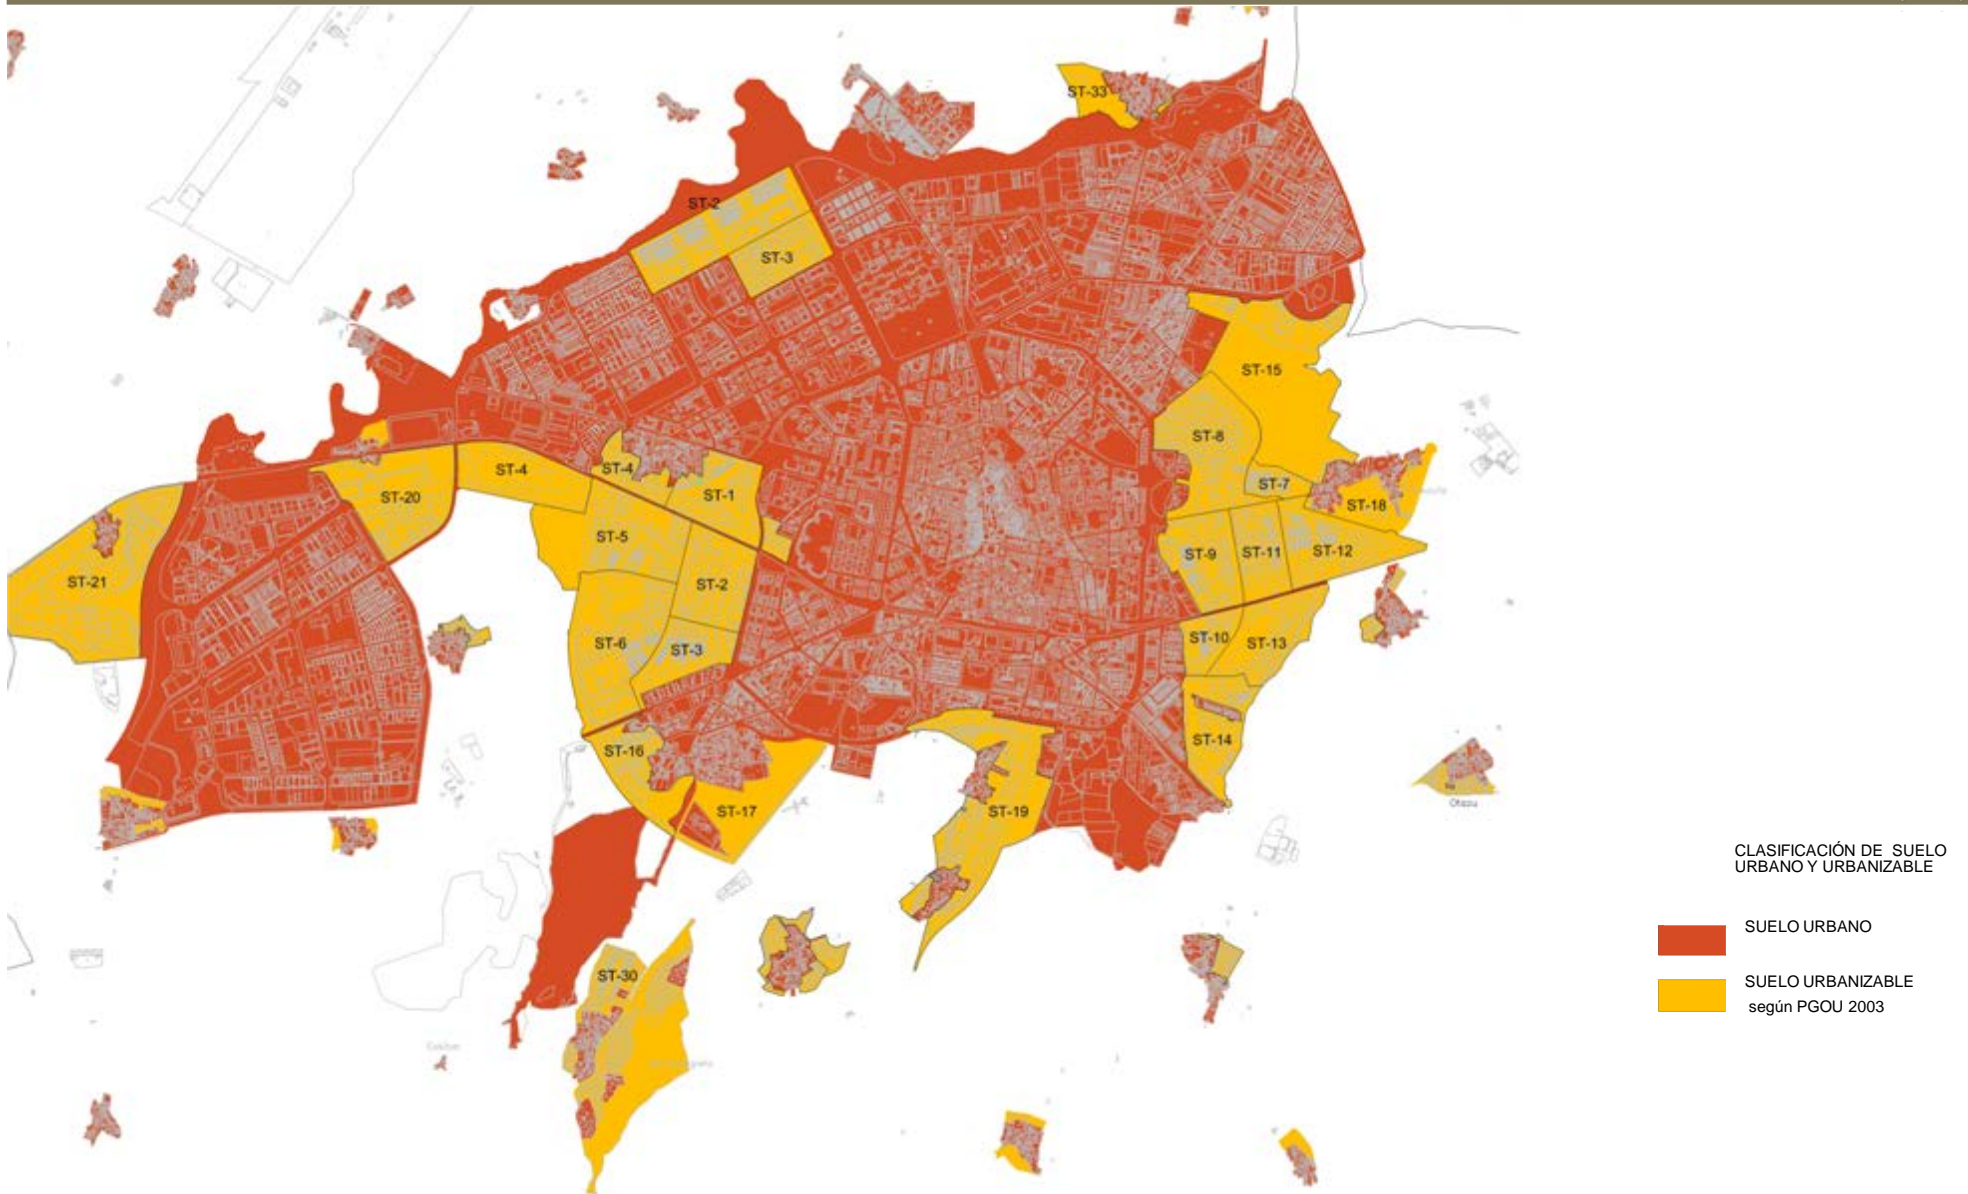 ST-33
ST-2
ST-3
ST-15
ST-8
ST-4
ST-4
ST-1
ST-7
ST-20
ST-18
ST-5
ST-9
ST-11
ST-12
ST-21
ST-2
ST-6
ST-3
ST-10
ST-13
ST-16
ST-14
ST-17
ST-19
Otazu
CLASIFICACIÓN DE SUELO
URBANO Y URBANIZABLE
SUELO URBANO
ST-30
SUELO URBANIZABLE
según PGOU 2003